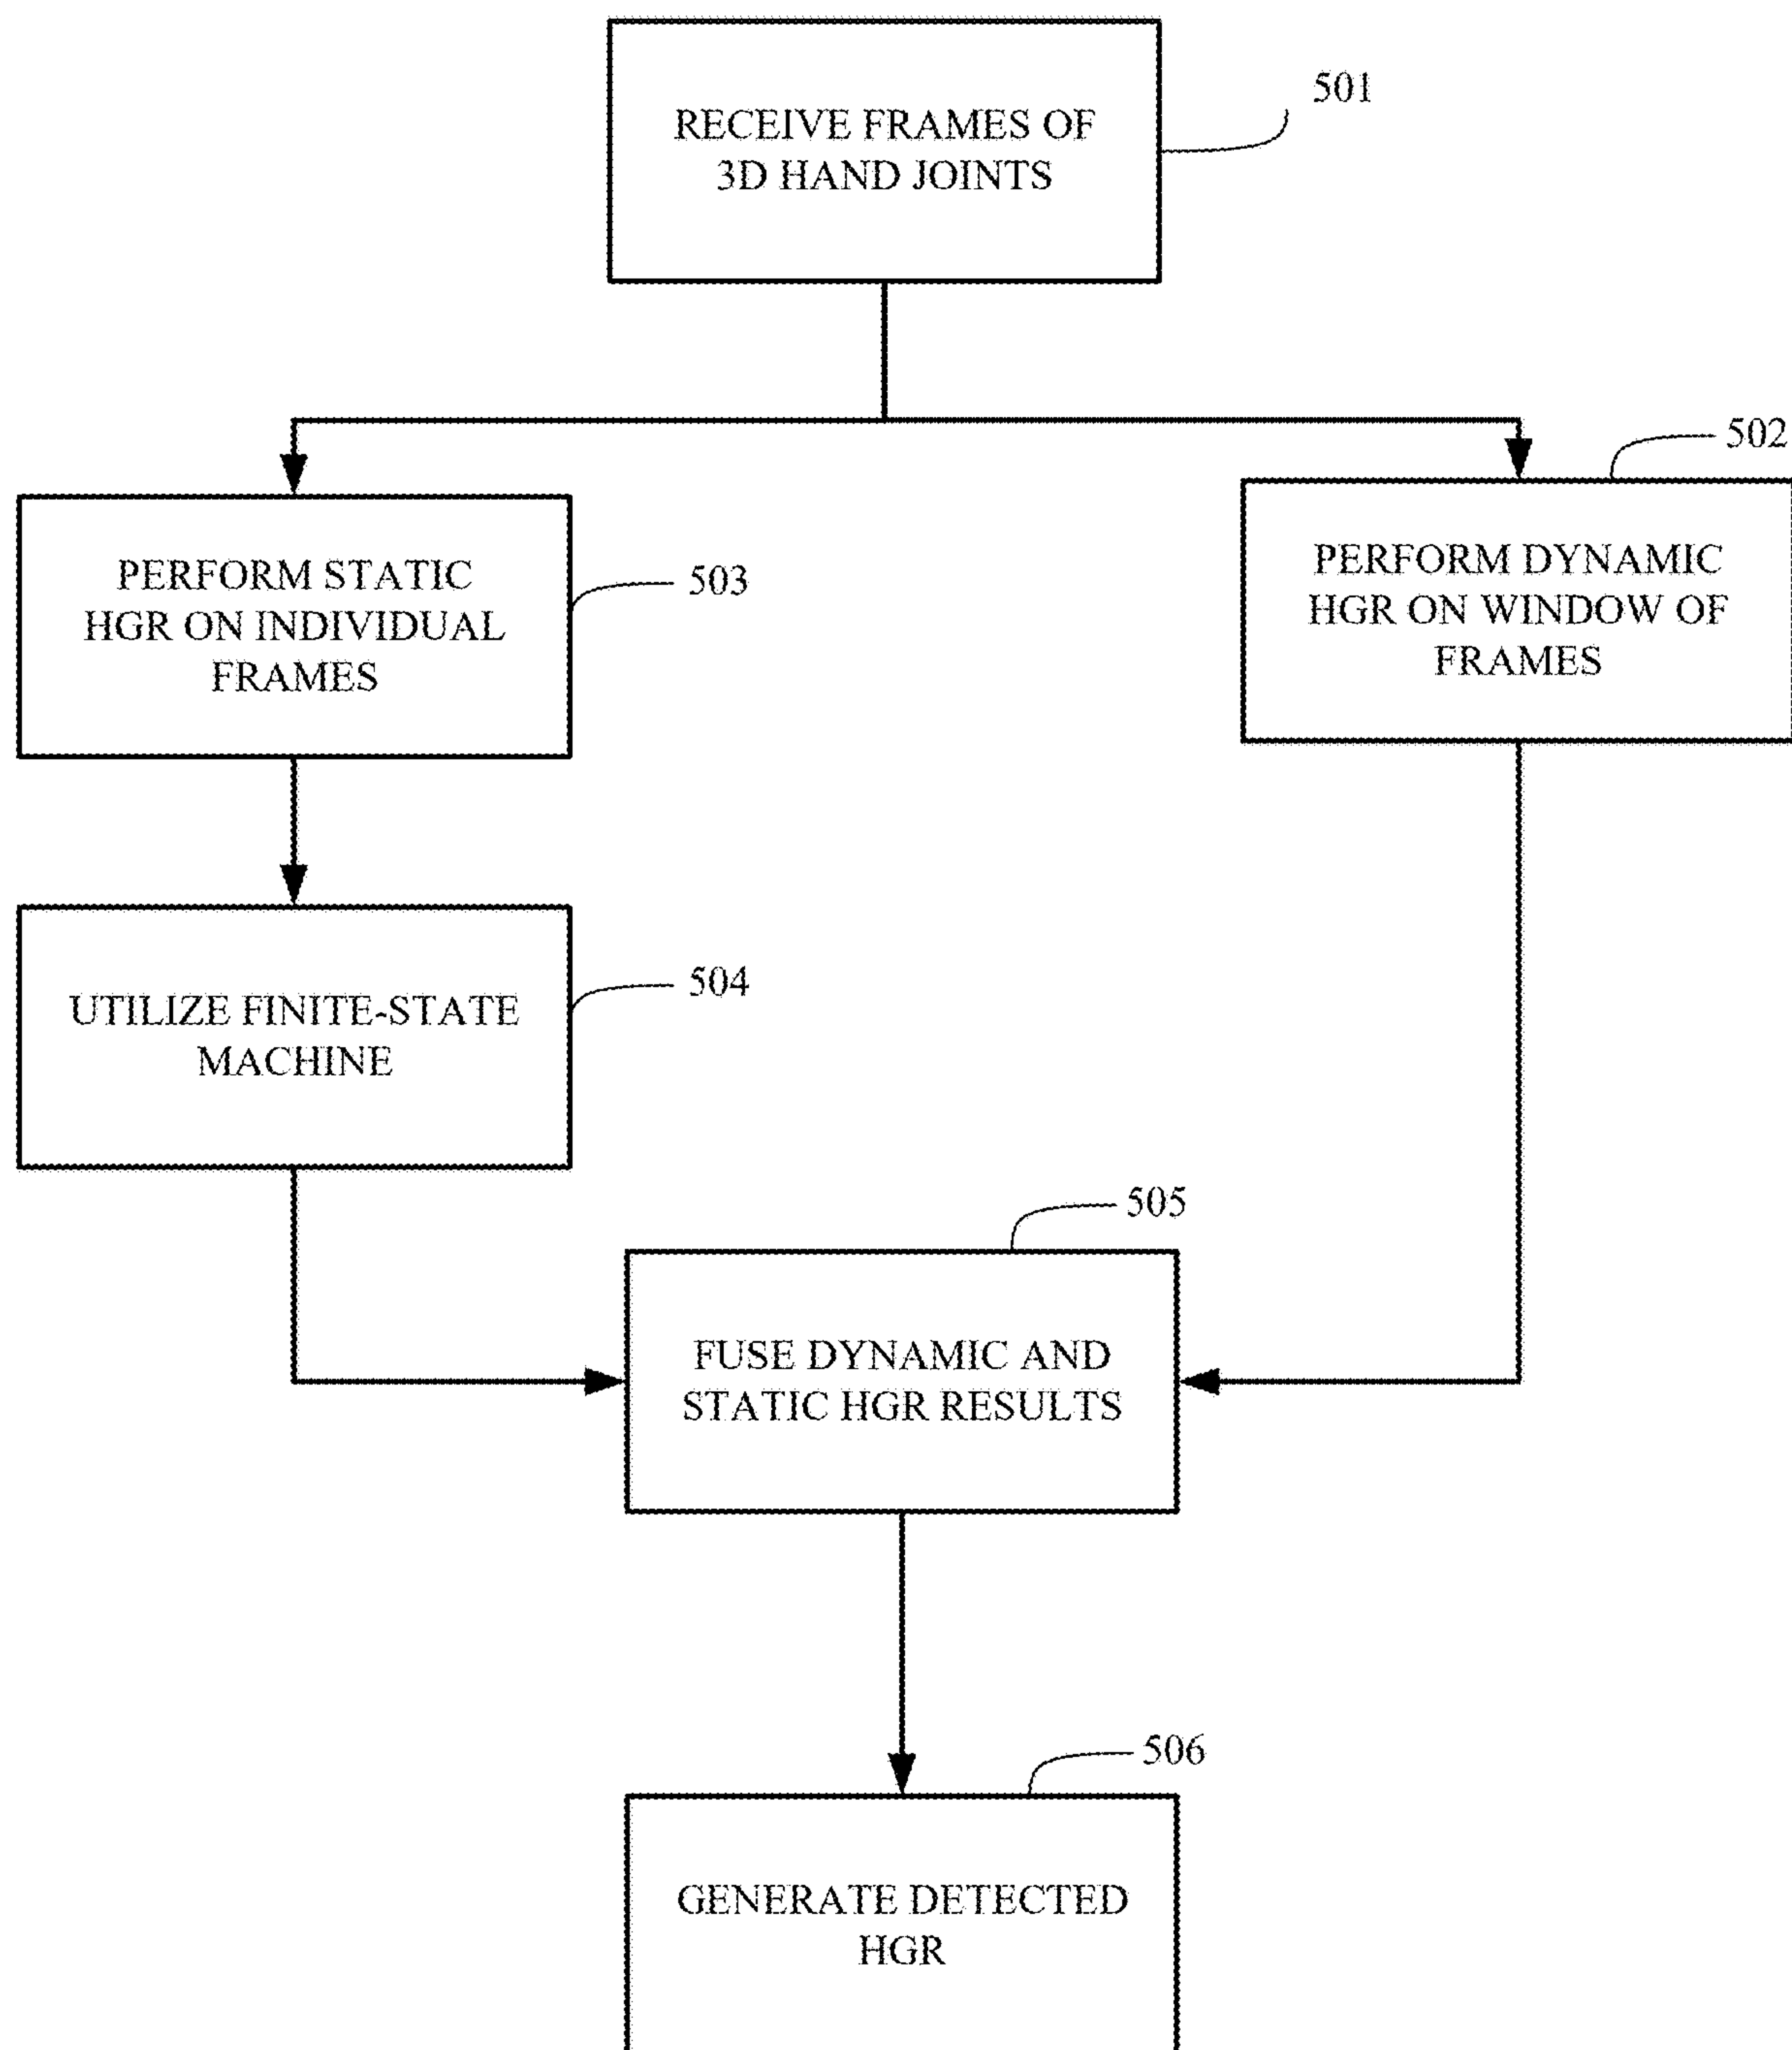 RECEIVE FRAMES OF
3D HAND JOINTS
501
502
PERFORM STATIC
HGR ON INDIVIDUAL
FRAMES
503
PERFORM DYNAMIC
HGR ON WINDOW OF
FRAMES
UTILIZE FINITE-STATE
MACHINE
504
505
FUSE DYNAMIC AND
STATIC HGR RESULTS
506
GENERATE DETECTED
HGR